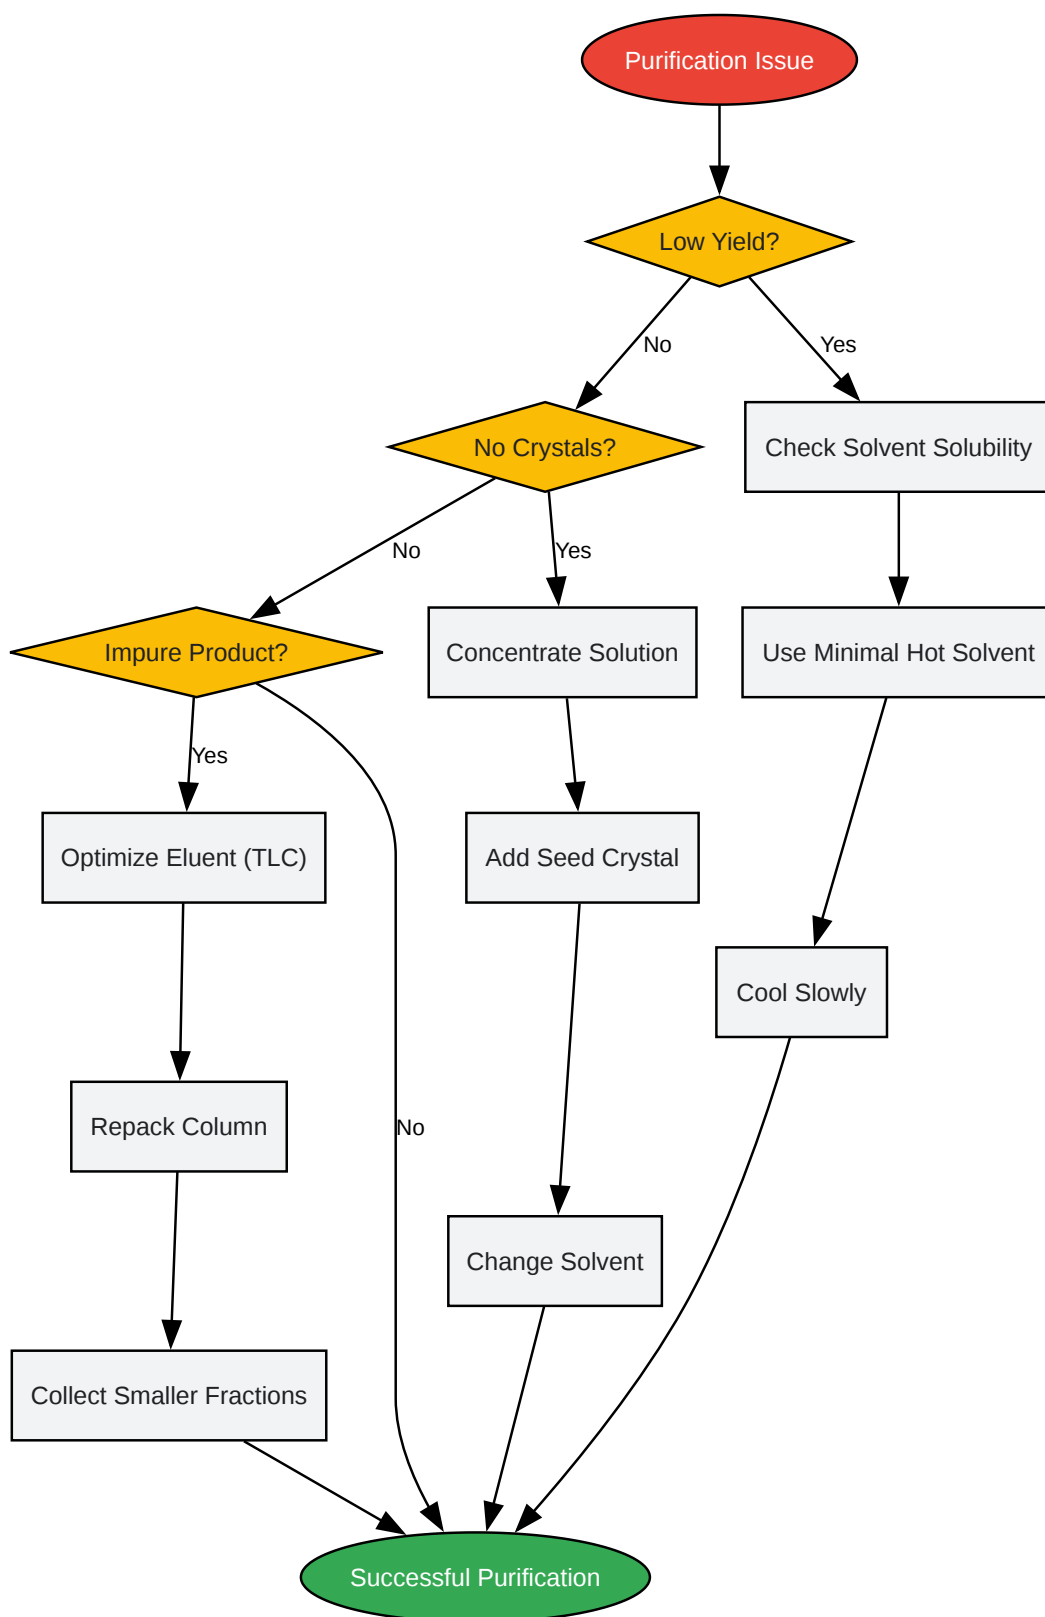 Purification Issue
Low Yield?
No
Yes
No Crystals?
Check Solvent Solubility
No
Yes
Impure Product?
Concentrate Solution
Use Minimal Hot Solvent
Yes
Optimize Eluent (TLC)
Add Seed Crystal
Cool Slowly
Repack Column
No
Change Solvent
Collect Smaller Fractions
Successful Purification